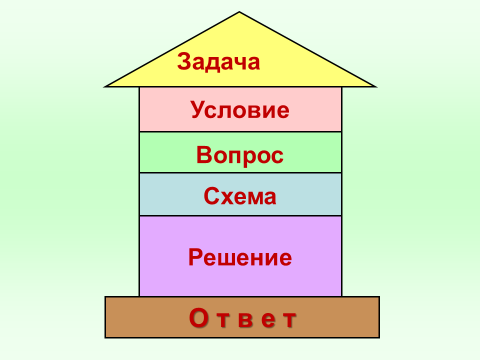 Задача
Условие
Вопрос
Схема
Решение
О т в е т